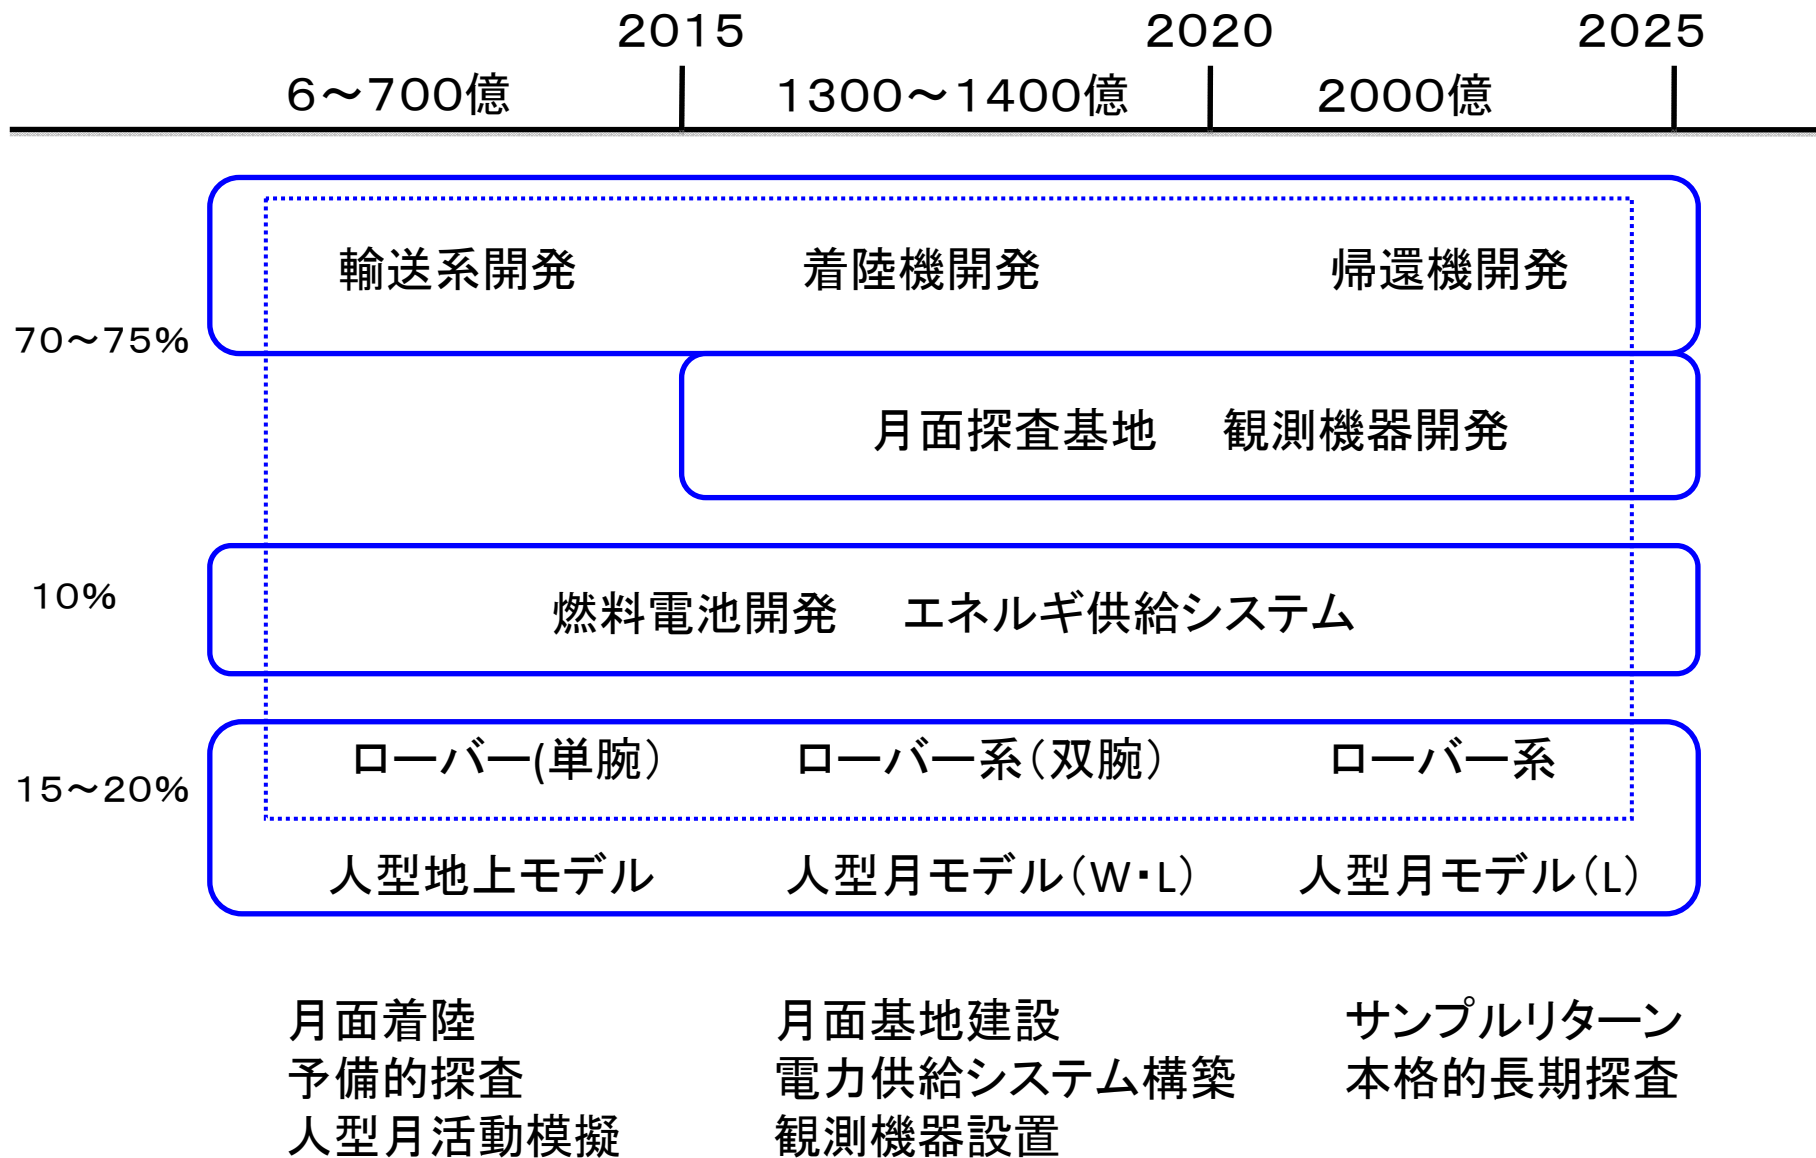 2015 2020 2025
6～700億 1300～1400億 2000億
輸送系開発 着陸機開発 帰還機開発
70～75%
月面探査基地 観測機器開発
10%
燃料電池開発 エネルギ供給システム
ローバー(単腕） ローバー系（双腕） ローバー系
15～20%
人型地上モデル 人型月モデル（W・L） 人型月モデル（L）
月面着陸 月面基地建設 サンプルリターン
予備的探査 電力供給システム構築 本格的長期探査
人型月活動模擬 観測機器設置